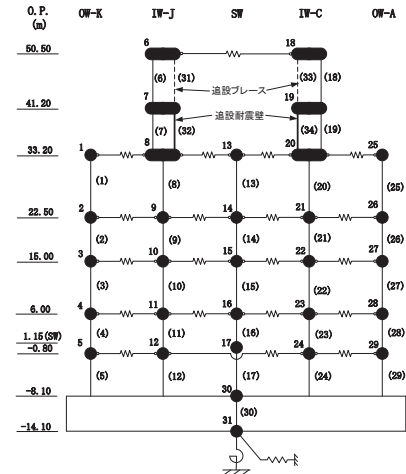 O.P. OW-K IW-J SW IW-C OW-A
(m)
50.50 6 18
(6) (31) (33) (18)
追設ブレース
41.20 7 19
追設耐震壁
(7) (32) (34) (19)
33.20 1 8 13 20 25
(1) (8) (13) (20) (25)
22.50 2 9 14 21 26
(2) (9) (14) (21) (26)
15.00 3 10 15 22 27
(3) (10) (15) (22) (27)
6.00 4 11 16 23 28
1.15(SW) (4) (11) (16) (23) (28)
-0.80 5 12 17 24 29
(5) (12) (17) (24) (29)
-8.10 30
(30)
-14.10 31